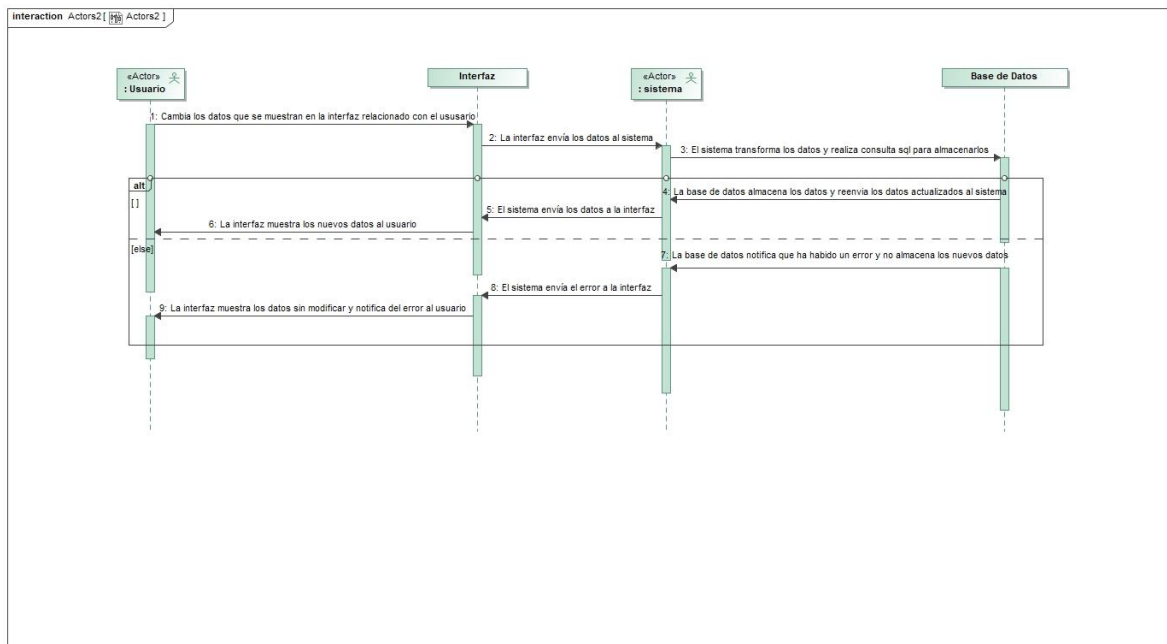 interaction Actors2 [ Actors2 ]
«Actor»
: Usuario
Interfaz
«Actor»
: sistema
Base de Datos
1: Cambia los datos que se muestran en la interfaz relacionado con el ususario
2: La interfaz envía los datos al sistema
3: El sistema transforma los datos y realiza consulta sql para almacenarlos
alt
[ ]
4: La base de datos almacena los datos y reenvia los datos actualizados al sistema
5: El sistema envía los datos a la interfaz
6: La interfaz muestra los nuevos datos al usuario
[else]
7: La base de datos notifica que ha habido un error y no almacena los nuevos datos
8: El sistema envía el error a la interfaz
9: La interfaz muestra los datos sin modificar y notifica del error al usuario